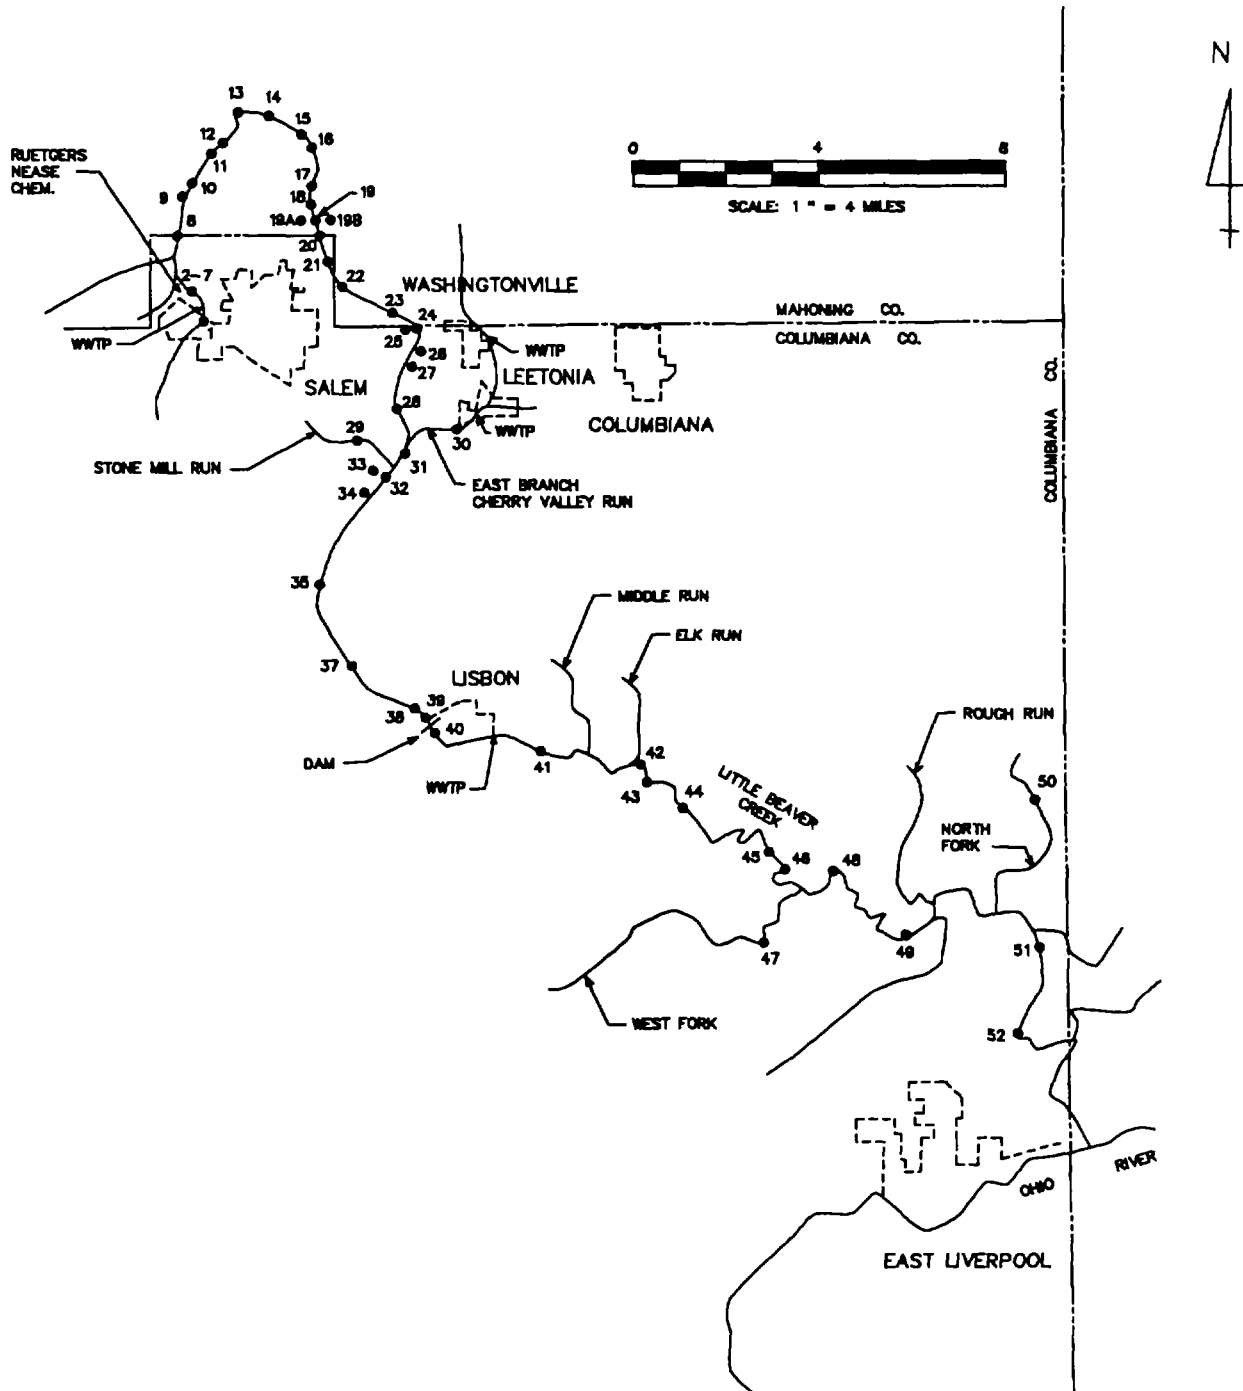 N
13
14
15
16
12
11
RUETGERS
NEASE
CHEM.
9
10
17
18
19
19A
19B
8
20
21
2-7
22
WASHINGTONVILLE
23
24
25
26
27
WWTP
WWTP
SALEM
LEETONIA
0
4
8
SCALE: 1 " = 4 MILES
MAHONING CO.
COLUMBIANA CO.
COLUMBIANA CO.
COLUMBIANA
28
29
WWTP
30
31
STONE MILL RUN
33
32
34
EAST BRANCH
CHERRY VALLEY RUN
36
MIDDLE RUN
ELK RUN
37
LISBON
39
38
40
DAM
WWTP
41
42
43
44
LITTLE BEAVER
CREEK
ROUGH RUN
50
NORTH
FORK
45
46
48
47
49
51
WEST FORK
52
OHIO
RIVER
EAST LIVERPOOL